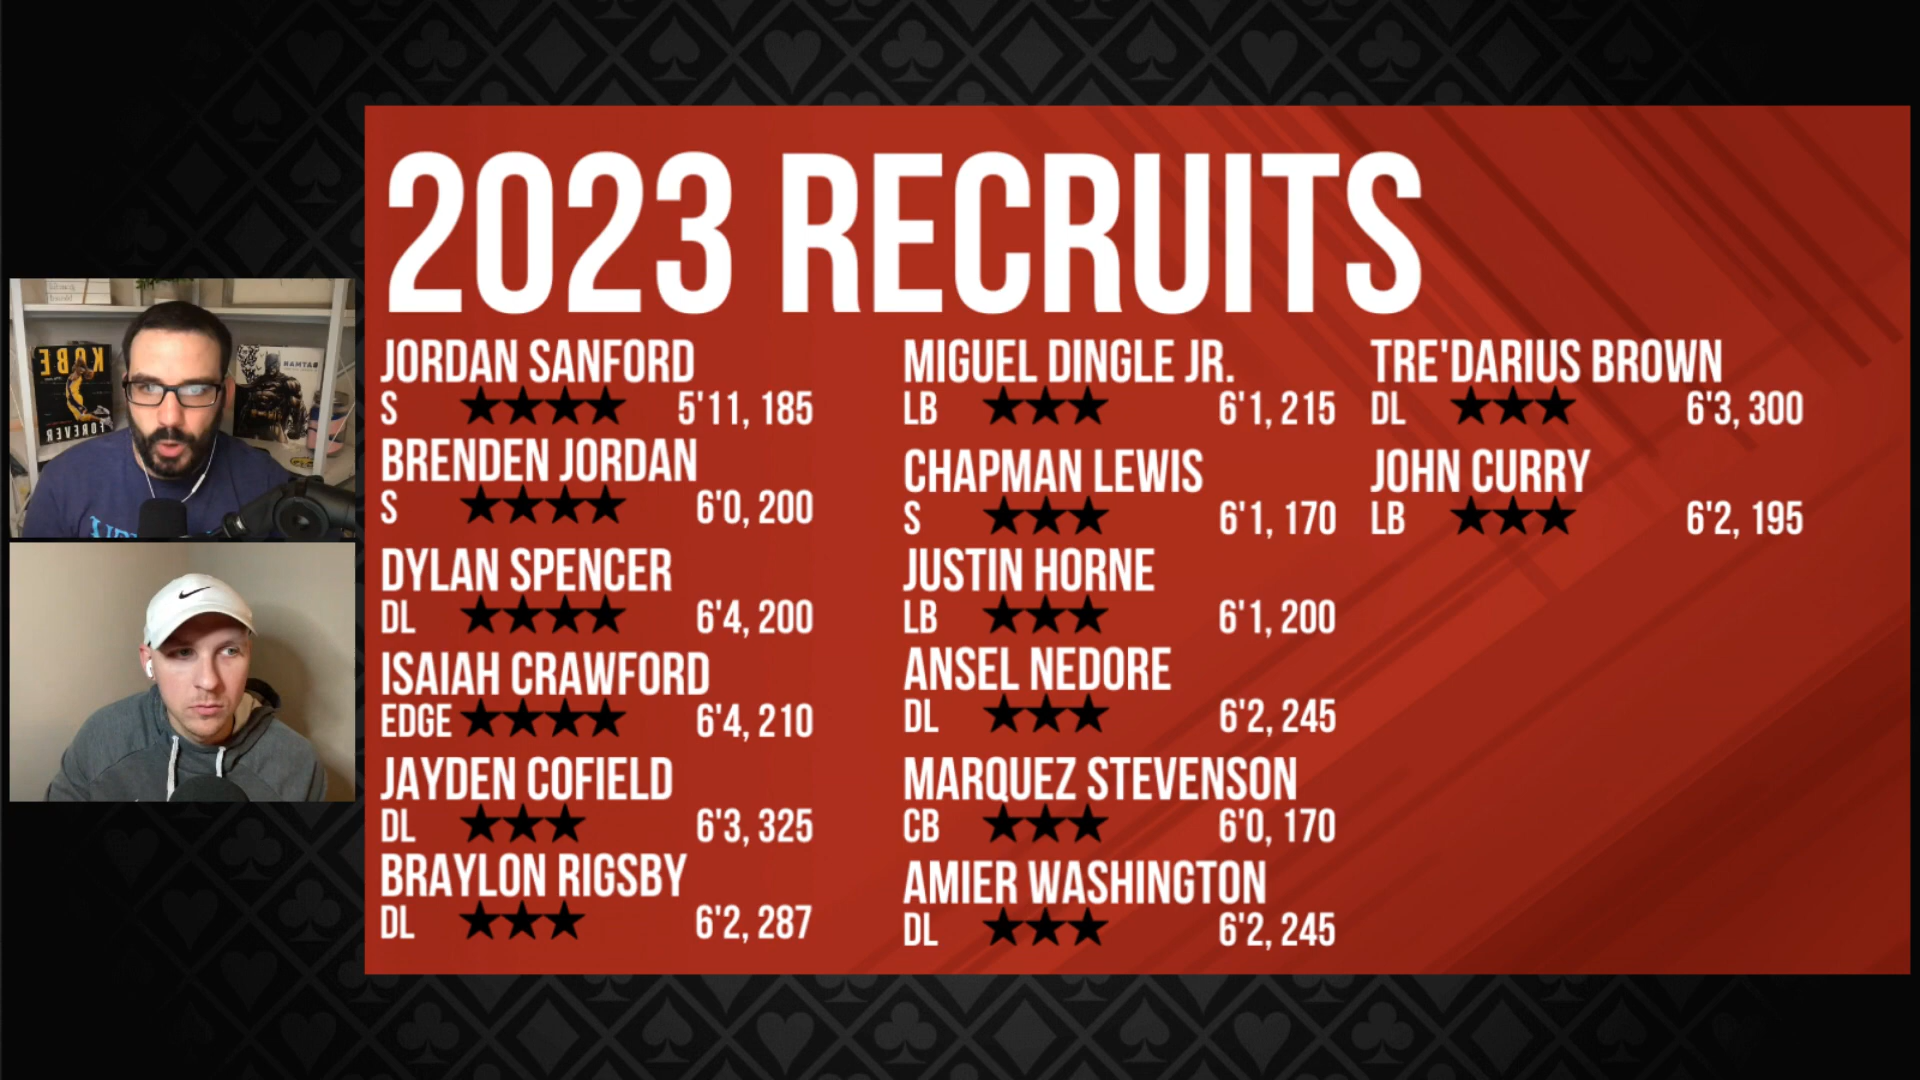 2023 RECRUITS
JORDAN SANFORD
S ★★★★ 5'11, 185
BRENDEN JORDAN
S ★★★★ 6'0, 200
DYLAN SPENCER
DL ★★★★ 6'4, 200
ISAIAH CRAWFORD
EDGE ★★★★ 6'4, 210
JAYDEN COFIELD
DL ★★★ 6'3, 325
BRAYLON RIGSBY
DL ★★★ 6'2, 287
MIGUEL DINGLE JR.
LB ★★★ 6'1, 215
CHAPMAN LEWIS
S ★★★ 6'1, 170
JUSTIN HORNE
LB ★★★ 6'1, 200
ANSEL NEDORE
DL ★★★ 6'2, 245
MARQUEZ STEVENSON
CB ★★★ 6'0, 170
AMIER WASHINGTON
DL ★★★ 6'2, 245
TRE'DARIUS BROWN
DL ★★★ 6'3, 300
JOHN CURRY
LB ★★★ 6'2, 195
KOBE
FOREVER
BATMAN